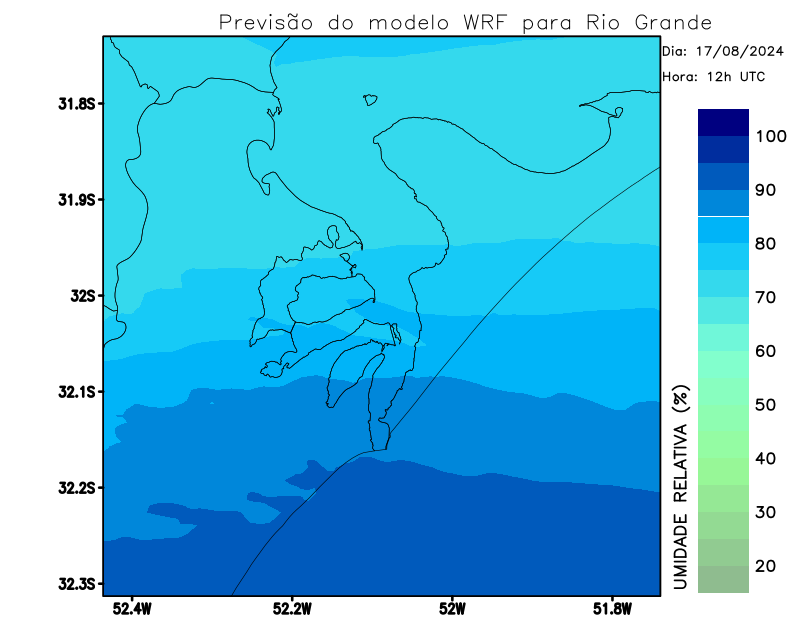 Previsão do modelo WRF para Rio Grande
Dia: 17/08/2024
Hora: 12h UTC
31.8S
31.9S
32S
32.1S
32.2S
32.3S
52.4W
52.2W
52W
51.8W
100
90
80
70
60
50
40
30
20
UMIDADE RELATIVA (%)